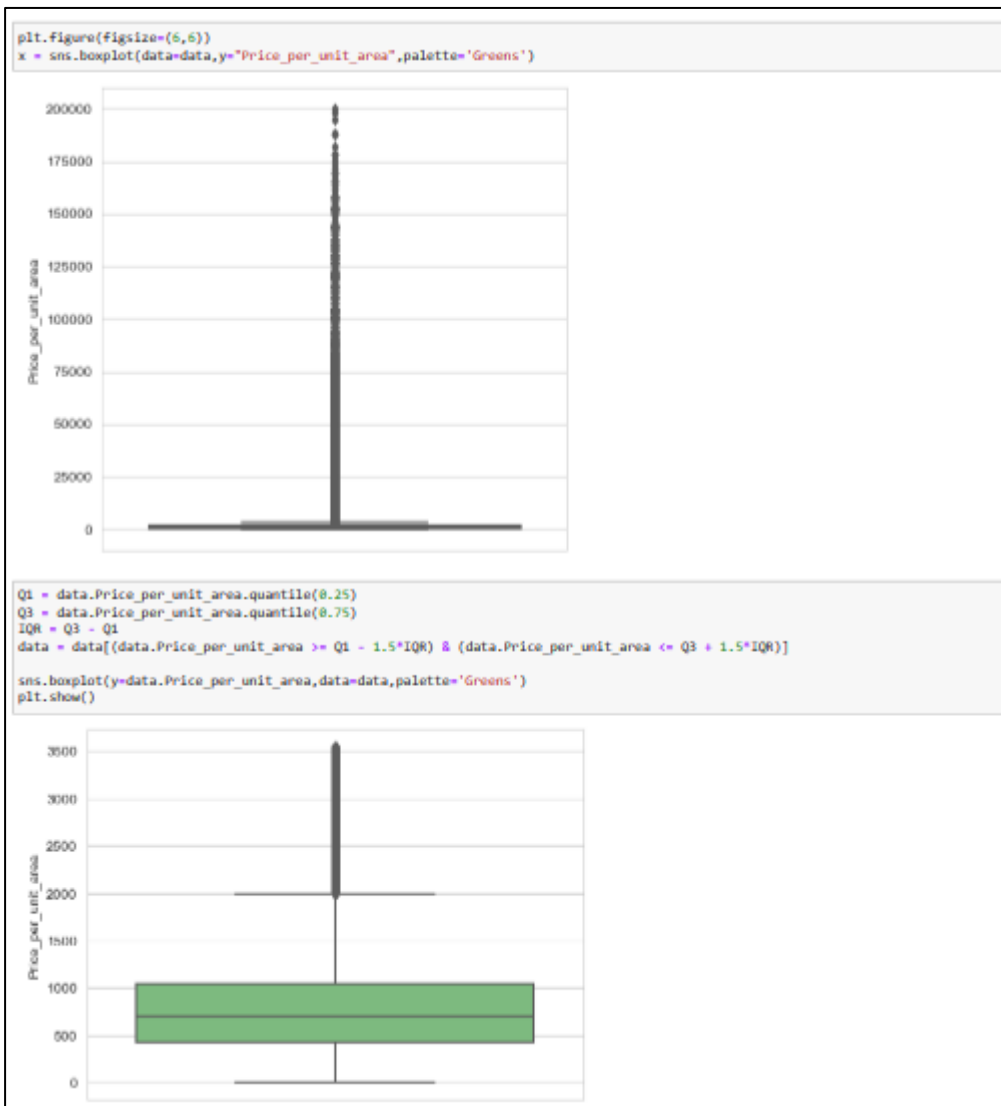 plt.figure(figsize=(6,6))
x = sns.boxplot(data=data,y="Price_per_unit_area",palette='Greens')
200000
175000
150000
125000
100000
75000
50000
25000
0
Price_per_unit_area
Q1 = data.Price_per_unit_area.quantile(0.25)
Q3 = data.Price_per_unit_area.quantile(0.75)
IQR = Q3 - Q1
data = data[(data.Price_per_unit_area >= Q1 - 1.5*IQR) & (data.Price_per_unit_area <= Q3 + 1.5*IQR)]
sns.boxplot(y=data.Price_per_unit_area,data=data,palette='Greens')
plt.show()
3500
3000
2500
2000
1500
1000
500
0
Price_per_unit_area